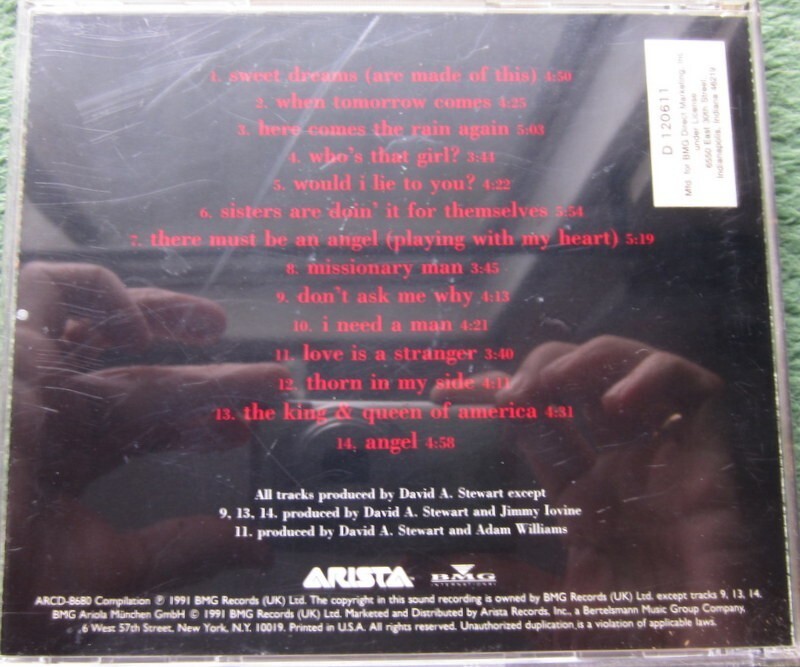 1. sweet dreams (are made of this) 4:50
2. when tomorrow comes 4:25
3. here comes the rain again 5:03
4. who's that girl? 3:44
5. would i lie to you? 4:22
6. sisters are doin' it for themselves 5:54
7. there must be an angel (playing with my heart) 5:19
8. missionary man 3:45
9. don't ask me why 4:13
10. i need a man 4:21
11. love is a stranger 3:40
12. thorn in my side 4:11
13. the king & queen of america 4:31
14. angel 4:58
All tracks produced by David A. Stewart except
9, 13, 14. produced by David A. Stewart and Jimmy Iovine
11. produced by David A. Stewart and Adam Williams
ARISTA
BMG
INTERNATIONAL
ARCD-8680 Compilation ℗ 1991 BMG Records (UK) Ltd. The copyright in this sound recording is owned by BMG Records (UK) Ltd. except tracks 9, 13, 14.
BMG Ariola München GmbH © 1991 BMG Records (UK) Ltd. Marketed and Distributed by Arista Records, Inc., a Bertelsmann Music Group Company,
6 West 57th Street, New York, N.Y. 10019. Printed in U.S.A. All rights reserved. Unauthorized duplication is a violation of applicable laws.
D 120611
Mfd. for BMG Direct Marketing, Inc.
under License
6550 East 30th Street
Indianapolis, Indiana 46219